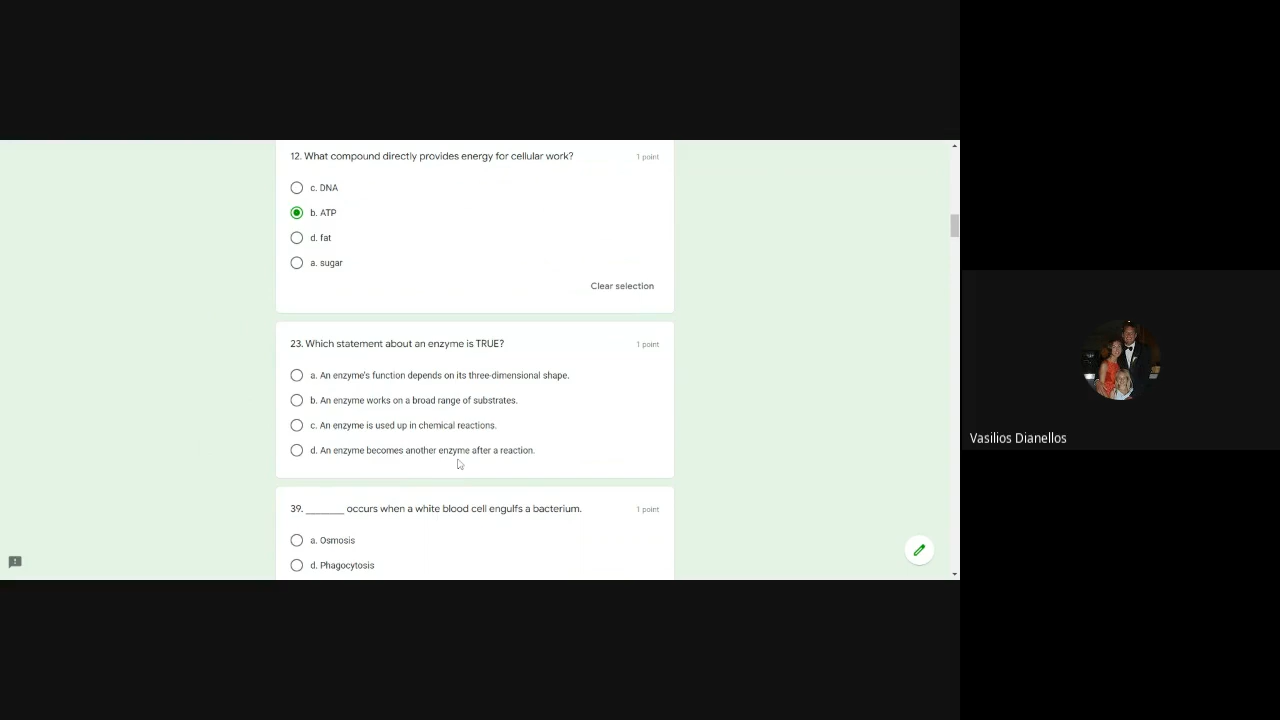 12. What compound directly provides energy for cellular work?
1 point
c. DNA
b. ATP
d. fat
a. sugar
Clear selection
23. Which statement about an enzyme is TRUE?
1 point
a. An enzyme's function depends on its three-dimensional shape.
b. An enzyme works on a broad range of substrates.
c. An enzyme is used up in chemical reactions.
d. An enzyme becomes another enzyme after a reaction.
39. _______ occurs when a white blood cell engulfs a bacterium.
1 point
a. Osmosis
d. Phagocytosis
Vasilios Dianellos